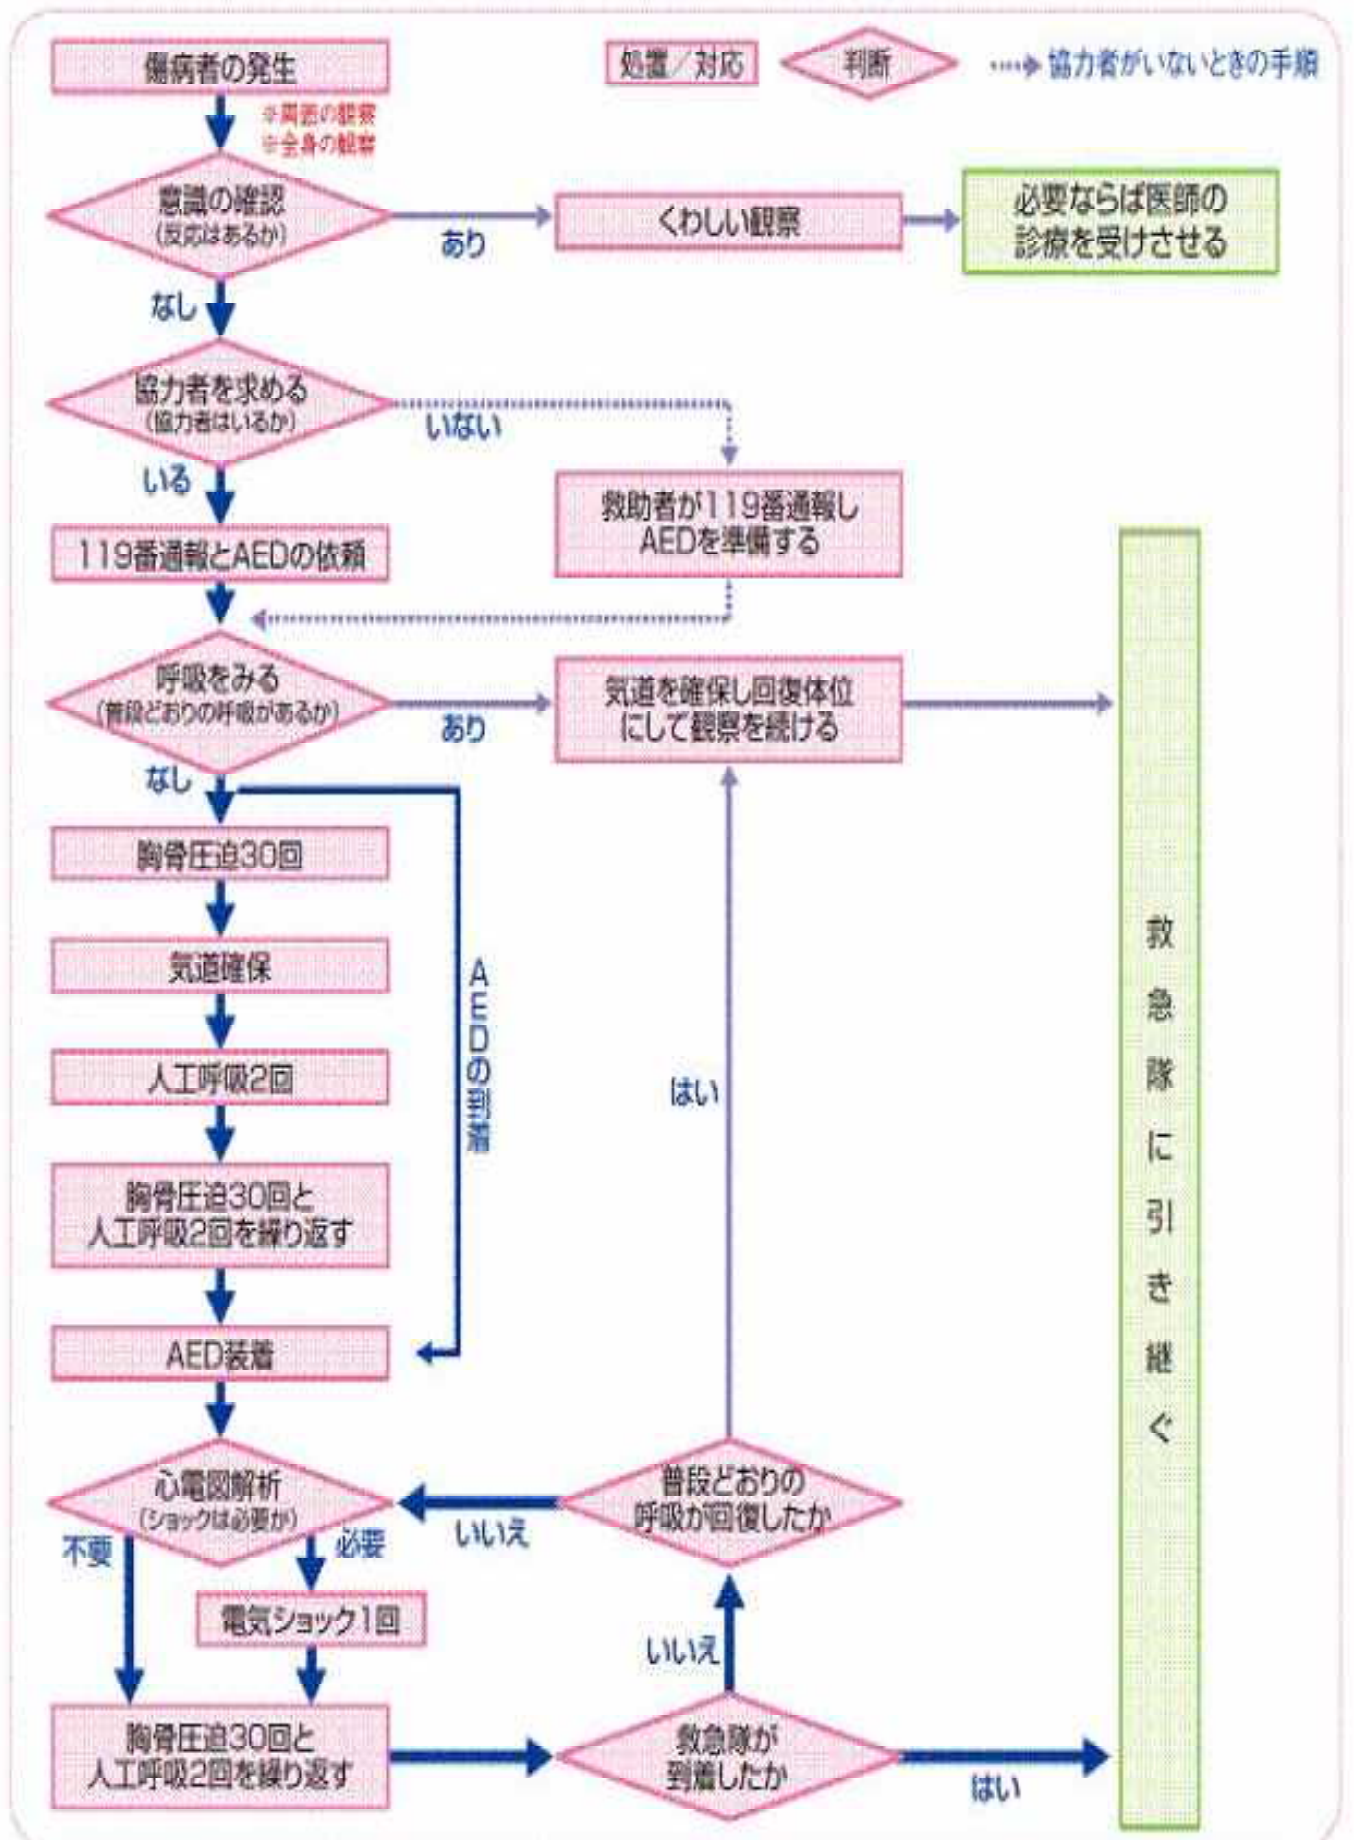 傷病者の発生
処置／対応
判断
協力者がいないときの手順
※周囲の観察
※全身の観察
意識の確認
(反応はあるか)
あり
くわしい観察
必要ならば医師の
診療を受けさせる
なし
協力者を求める
(協力者はいるか)
いない
いる
救助者が119番通報し
AEDを準備する
119番通報とAEDの依頼
呼吸をみる
(普段どおりの呼吸があるか)
あり
気道を確保し回復体位
にして観察を続ける
なし
胸骨圧迫30回
気道確保
人工呼吸2回
AEDの到着
はい
救急隊に引き継ぐ
胸骨圧迫30回と
人工呼吸2回を繰り返す
AED装着
心電図解析
(ショックは必要か)
普段どおりの
呼吸が回復したか
いいえ
不要
必要
電気ショック1回
いいえ
胸骨圧迫30回と
人工呼吸2回を繰り返す
救急隊が
到着したか
はい